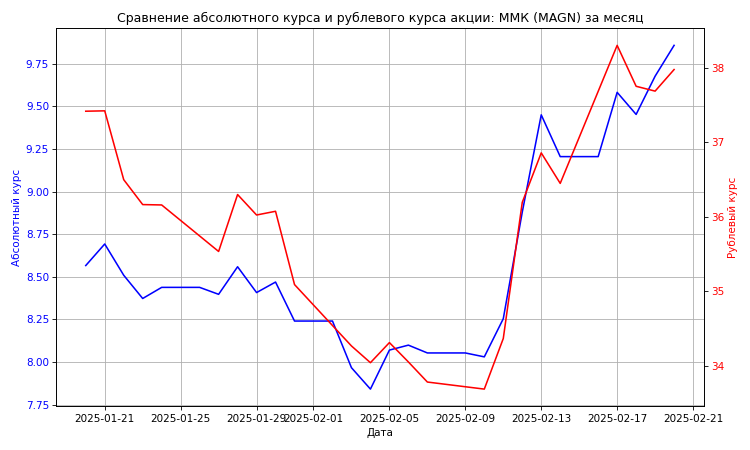 Сравнение абсолютного курса и рублевого курса акции: ММК (MAGN) за месяц
Абсолютный курс
9.75
9.50
9.25
9.00
8.75
8.50
8.25
8.00
7.75
38
37
36
35
34
Рублевый курс
2025-01-21 2025-01-25 2025-01-29 2025-02-01 2025-02-05 2025-02-09 2025-02-13 2025-02-17 2025-02-21
Дата